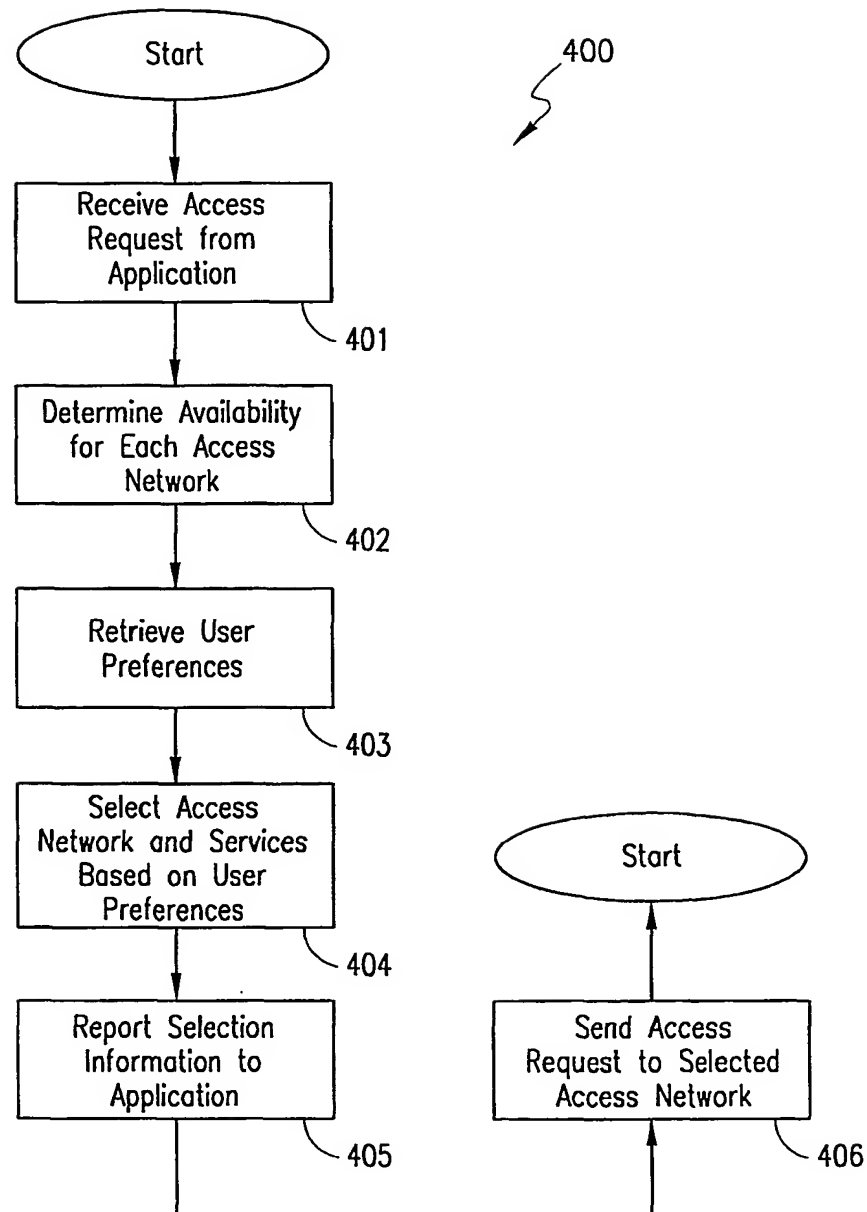 Start
400
Receive Access
Request from
Application
401
Determine Availability
for Each Access
Network
402
Retrieve User
Preferences
403
Select Access
Network and Services
Based on User
Preferences
404
Report Selection
Information to
Application
405
Start
Send Access
Request to Selected
Access Network
406